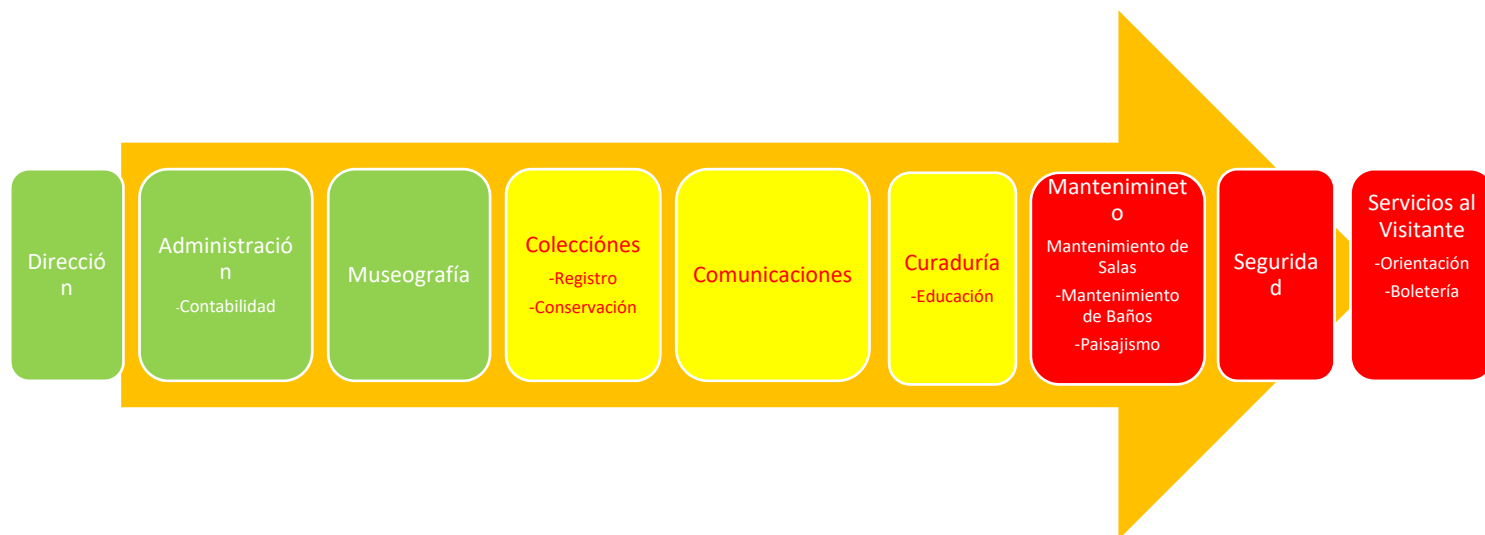 Direcció
n
Administració
n
-Contabilidad
Museografía
Colecciónes
-Registro
-Conservación
Comunicaciones
Curaduría
-Educación
Manteniminet
o
Mantenimiento de
Salas
-Mantenimiento
de Baños
-Paisajismo
Segurida
d
Servicios al
Visitante
-Orientación
-Boletería